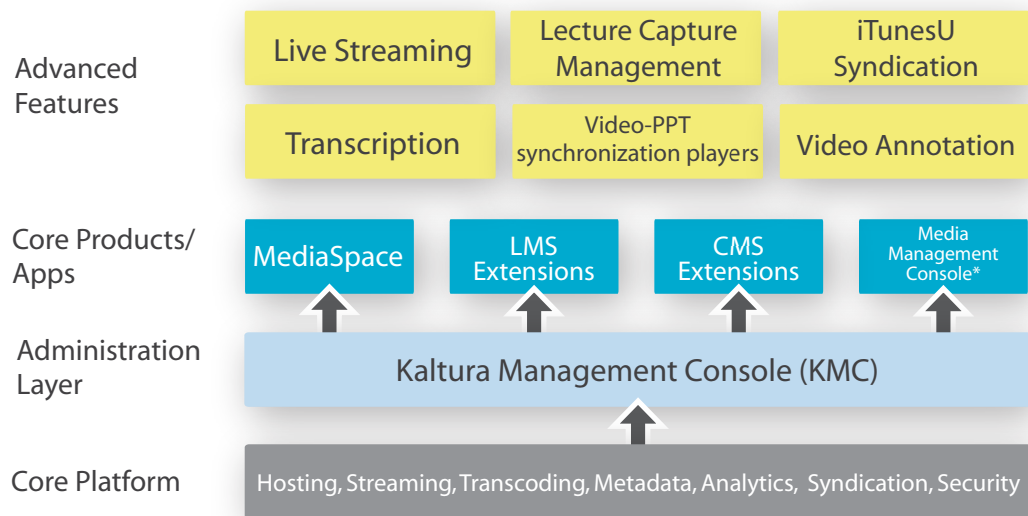 Advanced
Features
Live Streaming
Lecture Capture
Management
iTunesU
Syndication
Transcription
Video-PPT
synchronization players
Video Annotation
Core Products/
Apps
MediaSpace
LMS
Extensions
CMS
Extensions
Media
Management
Console*
Administration
Layer
Kaltura Management Console (KMC)
Core Platform
Hosting, Streaming, Transcoding, Metadata, Analytics, Syndication, Security